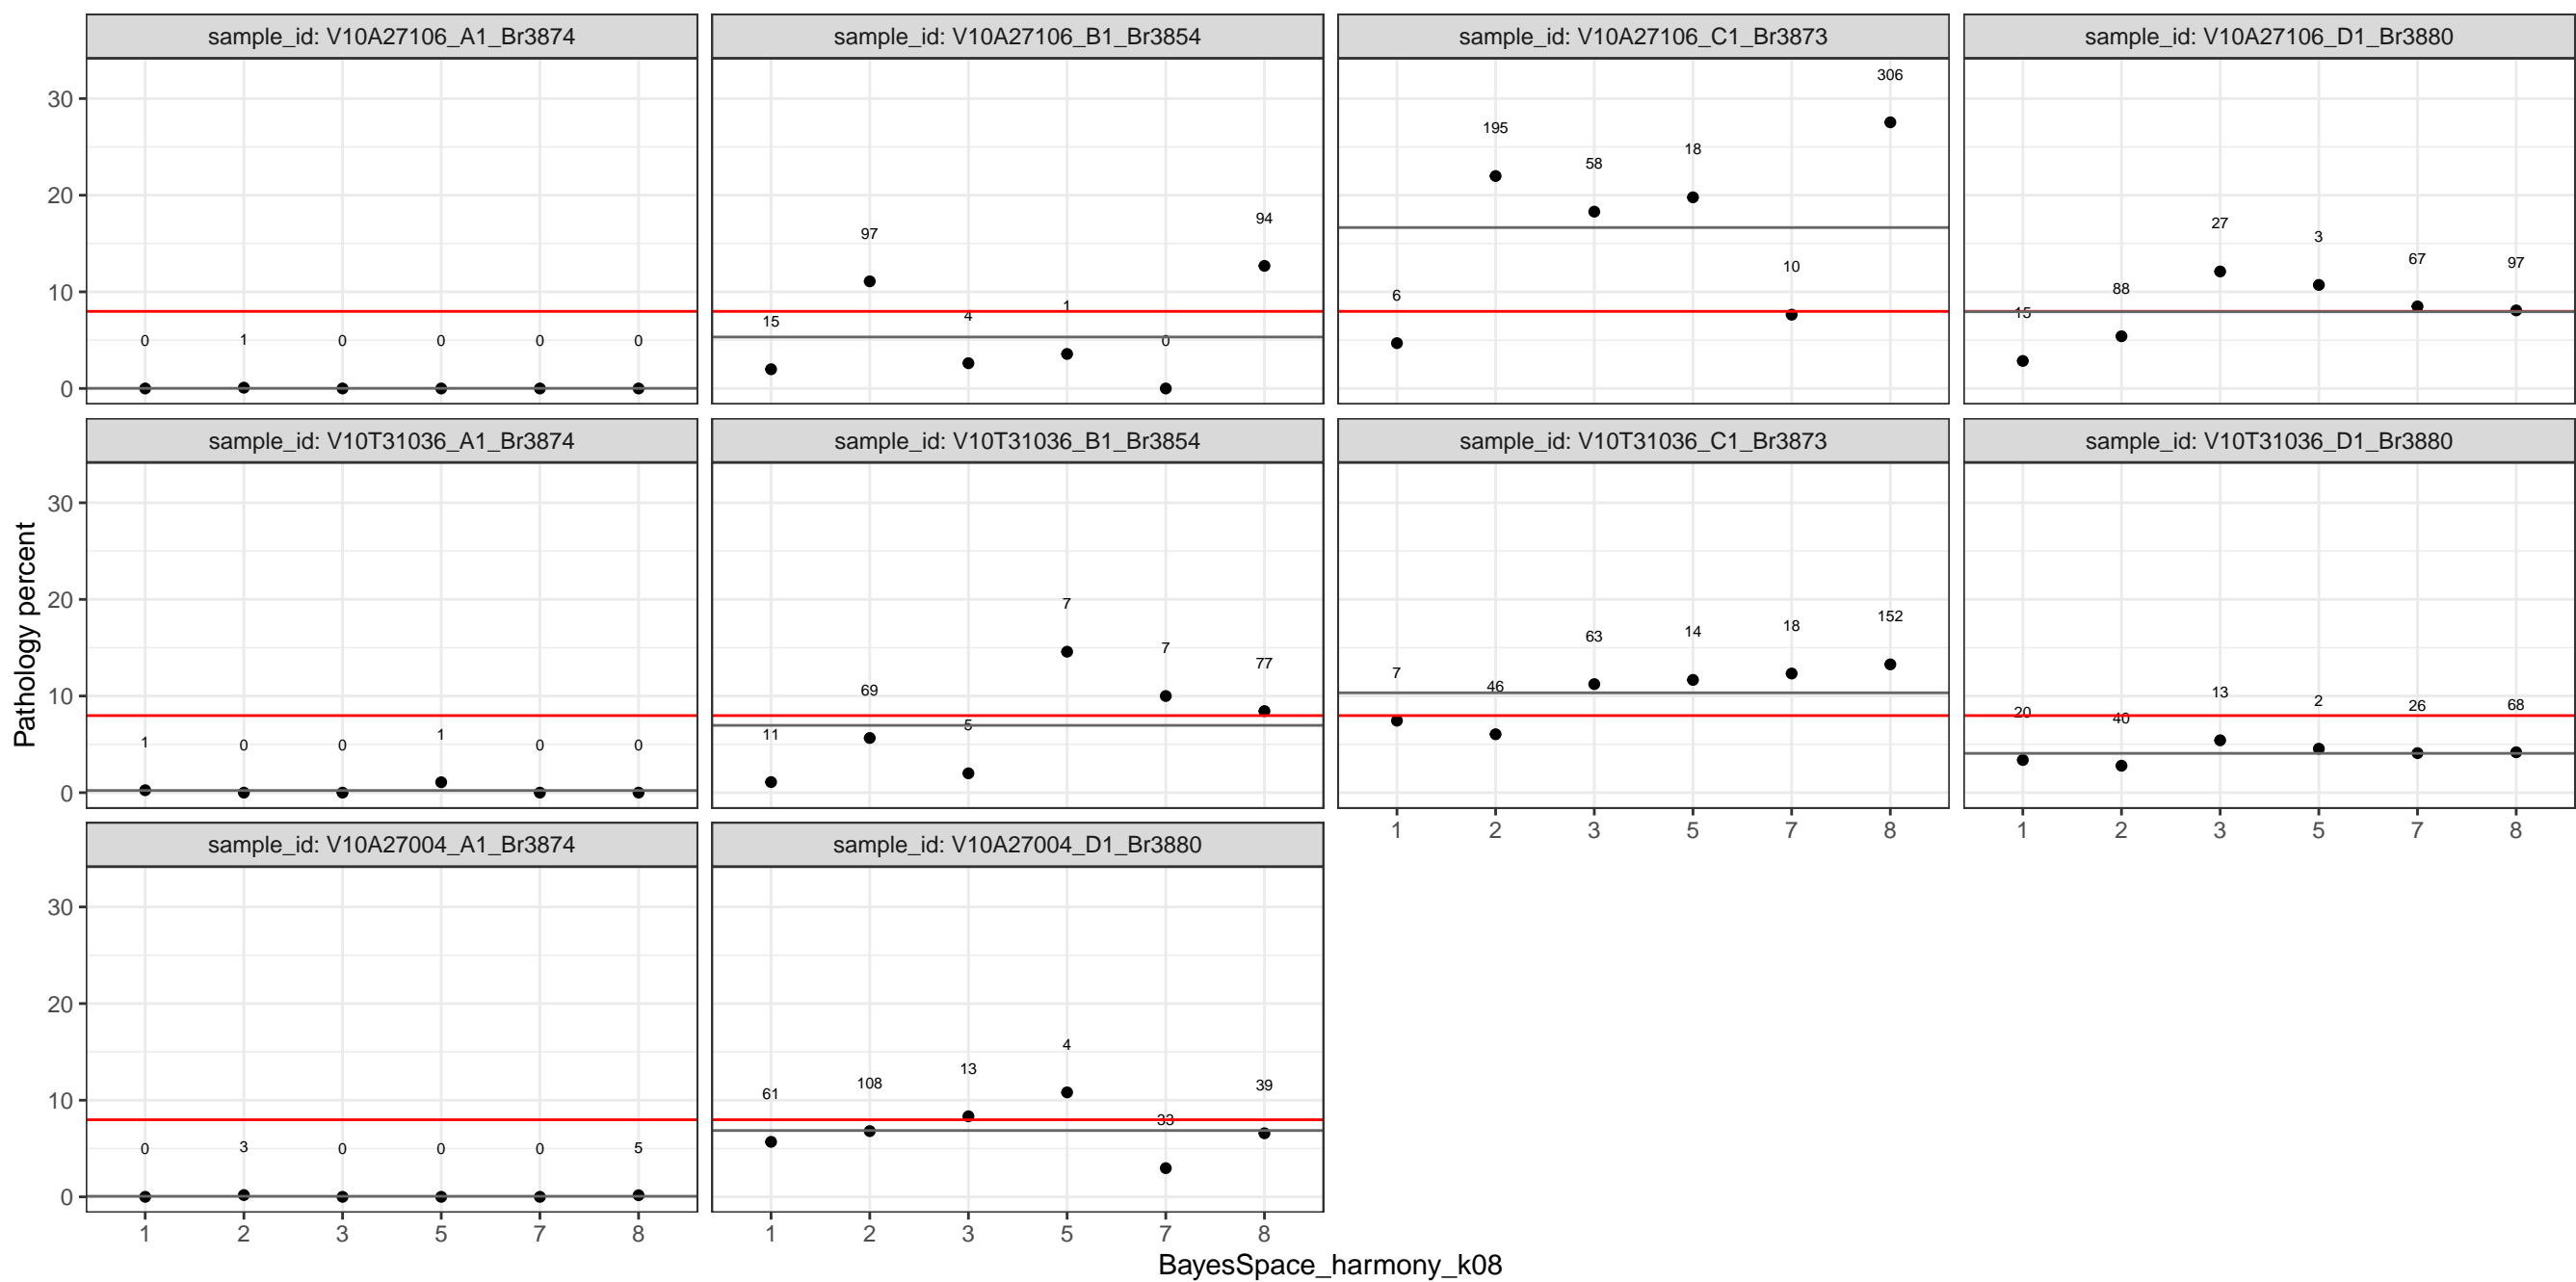 sample_id: V10A27106_A1_Br3874
sample_id: V10A27106_B1_Br3854
sample_id: V10A27106_C1_Br3873
sample_id: V10A27106_D1_Br3880
30
20
10
0
0 1 0 0 0 0
15 97 4 1 0 94
6 195 58 18 10 306
15 88 27 3 67 97
sample_id: V10T31036_A1_Br3874
sample_id: V10T31036_B1_Br3854
sample_id: V10T31036_C1_Br3873
sample_id: V10T31036_D1_Br3880
Pathology percent
30
20
10
0
1 0 0 1 0 0
11 69 5 7 7 77
7 46 63 14 18 152
20 40 13 2 26 68
1 2 3 5 7 8
1 2 3 5 7 8
sample_id: V10A27004_A1_Br3874
sample_id: V10A27004_D1_Br3880
30
20
10
0
0 3 0 0 0 5
61 108 13 4 33 39
1 2 3 5 7 8
1 2 3 5 7 8
BayesSpace_harmony_k08